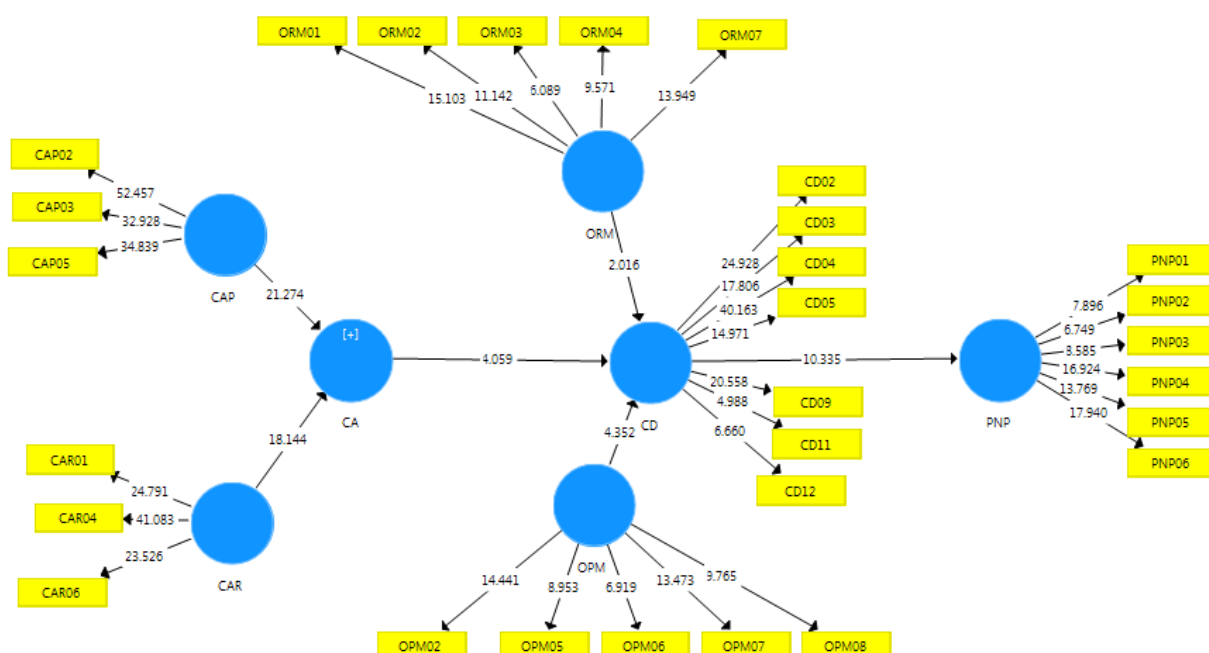 ORM01
ORM02
ORM03
ORM04
ORM07
15.103
11.142
6.089
9.571
13.949
CAP02
CAP03
CAP05
52.457
32.928
34.839
CAP
21.274
ORM
2.016
CD02
CD03
CD04
CD05
24.928
17.806
40.163
14.971
PNP01
PNP02
PNP03
PNP04
PNP05
PNP06
7.896
6.749
8.585
16.924
13.769
17.940
[+]
CA
4.059
10.335
PNP
CD
20.558
4.988
6.660
CD09
CD11
CD12
18.144
4.352
CAR01
CAR04
CAR06
24.791
41.083
23.526
CAR
OPM
14.441
8.953
6.919
13.473
9.765
OPM02
OPM05
OPM06
OPM07
OPM08